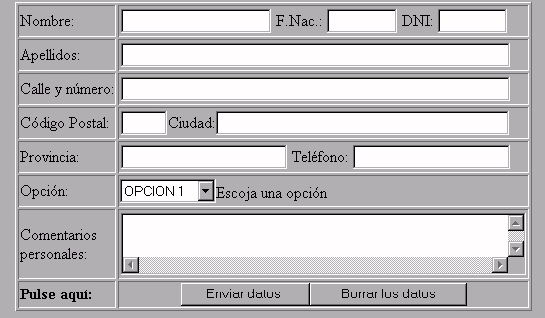 Nombre: F.Nac.: DNI:
Apellidos:
Calle y número:
Código Postal: Ciudad:
Provincia: Teléfono:
Opción: OPCION 1 Escoja una opción
Comentarios
personales:
Pulse aquí: Enviar datos Borrar los datos